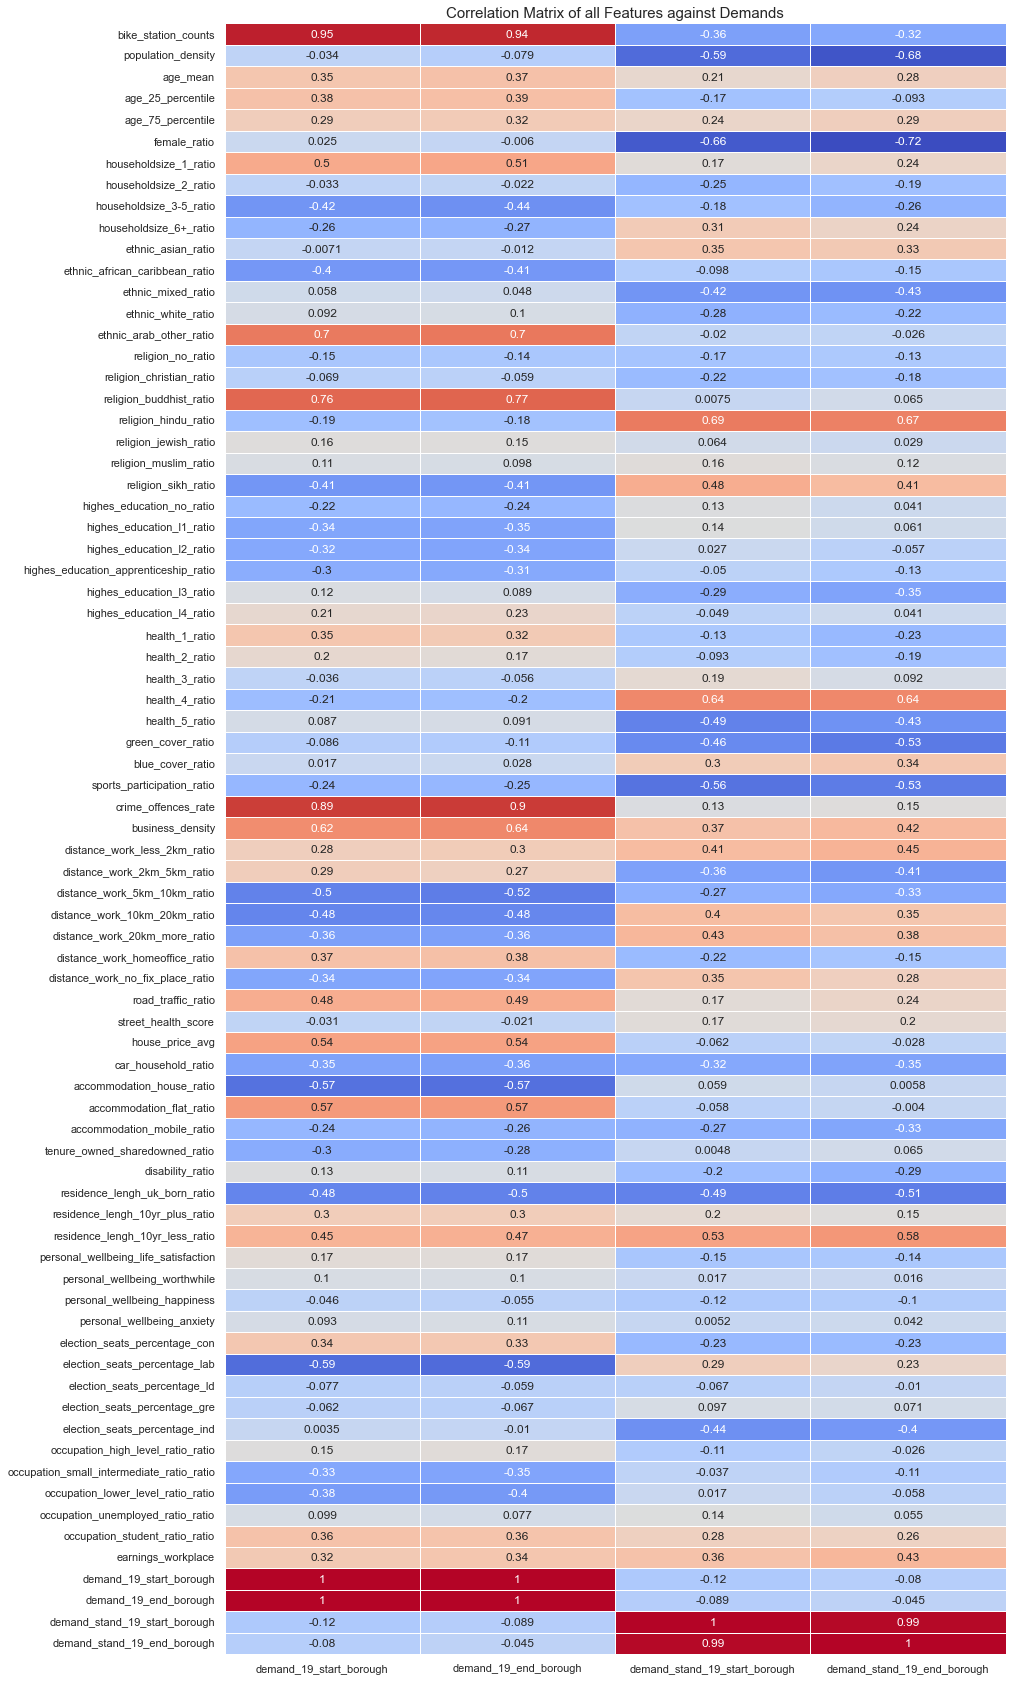 Correlation Matrix of all Features against Demands
bike_station_counts 0.95 0.94 -0.36 -0.32
population_density -0.034 -0.079 -0.59 -0.68
age_mean 0.35 0.37 0.21 0.28
age_25_percentile 0.38 0.39 -0.17 -0.093
age_75_percentile 0.29 0.32 0.24 0.29
female_ratio 0.025 -0.006 -0.66 -0.72
householdsize_1_ratio 0.5 0.51 0.17 0.24
householdsize_2_ratio -0.033 -0.022 -0.25 -0.19
householdsize_3-5_ratio -0.42 -0.44 -0.18 -0.26
householdsize_6+_ratio -0.26 -0.27 0.31 0.24
ethnic_asian_ratio -0.0071 -0.012 0.35 0.33
ethnic_african_caribbean_ratio -0.4 -0.41 -0.098 -0.15
ethnic_mixed_ratio 0.058 0.048 -0.42 -0.43
ethnic_white_ratio 0.092 0.1 -0.28 -0.22
ethnic_arab_other_ratio 0.7 0.7 -0.02 -0.026
religion_no_ratio -0.15 -0.14 -0.17 -0.13
religion_christian_ratio -0.069 -0.059 -0.22 -0.18
religion_buddhist_ratio 0.76 0.77 0.0075 0.065
religion_hindu_ratio -0.19 -0.18 0.69 0.67
religion_jewish_ratio 0.16 0.15 0.064 0.029
religion_muslim_ratio 0.11 0.098 0.16 0.12
religion_sikh_ratio -0.41 -0.41 0.48 0.41
highes_education_no_ratio -0.22 -0.24 0.13 0.041
highes_education_l1_ratio -0.34 -0.35 0.14 0.061
highes_education_l2_ratio -0.32 -0.34 0.027 -0.057
highes_education_apprenticeship_ratio -0.3 -0.31 -0.05 -0.13
highes_education_l3_ratio 0.12 0.089 -0.29 -0.35
highes_education_l4_ratio 0.21 0.23 -0.049 0.041
health_1_ratio 0.35 0.32 -0.13 -0.23
health_2_ratio 0.2 0.17 -0.093 -0.19
health_3_ratio -0.036 -0.056 0.19 0.092
health_4_ratio -0.21 -0.2 0.64 0.64
health_5_ratio 0.087 0.091 -0.49 -0.43
green_cover_ratio -0.086 -0.11 -0.46 -0.53
blue_cover_ratio 0.017 0.028 0.3 0.34
sports_participation_ratio -0.24 -0.25 -0.56 -0.53
crime_offences_rate 0.89 0.9 0.13 0.15
business_density 0.62 0.64 0.37 0.42
distance_work_less_2km_ratio 0.28 0.3 0.41 0.45
distance_work_2km_5km_ratio 0.29 0.27 -0.36 -0.41
distance_work_5km_10km_ratio -0.5 -0.52 -0.27 -0.33
distance_work_10km_20km_ratio -0.48 -0.48 0.4 0.35
distance_work_20km_more_ratio -0.36 -0.36 0.43 0.38
distance_work_homeoffice_ratio 0.37 0.38 -0.22 -0.15
distance_work_no_fix_place_ratio -0.34 -0.34 0.35 0.28
road_traffic_ratio 0.48 0.49 0.17 0.24
street_health_score -0.031 -0.021 0.17 0.2
house_price_avg 0.54 0.54 -0.062 -0.028
car_household_ratio -0.35 -0.36 -0.32 -0.35
accommodation_house_ratio -0.57 -0.57 0.059 0.0058
accommodation_flat_ratio 0.57 0.57 -0.058 -0.004
accommodation_mobile_ratio -0.24 -0.26 -0.27 -0.33
tenure_owned_sharedowned_ratio -0.3 -0.28 0.0048 0.065
disability_ratio 0.13 0.11 -0.2 -0.29
residence_lengh_uk_born_ratio -0.48 -0.5 -0.49 -0.51
residence_lengh_10yr_plus_ratio 0.3 0.3 0.2 0.15
residence_lengh_10yr_less_ratio 0.45 0.47 0.53 0.58
personal_wellbeing_life_satisfaction 0.17 0.17 -0.15 -0.14
personal_wellbeing_worthwhile 0.1 0.1 0.017 0.016
personal_wellbeing_happiness -0.046 -0.055 -0.12 -0.1
personal_wellbeing_anxiety 0.093 0.11 0.0052 0.042
election_seats_percentage_con 0.34 0.33 -0.23 -0.23
election_seats_percentage_lab -0.59 -0.59 0.29 0.23
election_seats_percentage_ld -0.077 -0.059 -0.067 -0.01
election_seats_percentage_gre -0.062 -0.067 0.097 0.071
election_seats_percentage_ind 0.0035 -0.01 -0.44 -0.4
occupation_high_level_ratio_ratio 0.15 0.17 -0.11 -0.026
occupation_small_intermediate_ratio_ratio -0.33 -0.35 -0.037 -0.11
occupation_lower_level_ratio_ratio -0.38 -0.4 0.017 -0.058
occupation_unemployed_ratio_ratio 0.099 0.077 0.14 0.055
occupation_student_ratio_ratio 0.36 0.36 0.28 0.26
earnings_workplace 0.32 0.34 0.36 0.43
demand_19_start_borough 1 1 -0.12 -0.08
demand_19_end_borough 1 1 -0.089 -0.045
demand_stand_19_start_borough -0.12 -0.089 1 0.99
demand_stand_19_end_borough -0.08 -0.045 0.99 1
demand_19_start_borough demand_19_end_borough demand_stand_19_start_borough demand_stand_19_end_borough